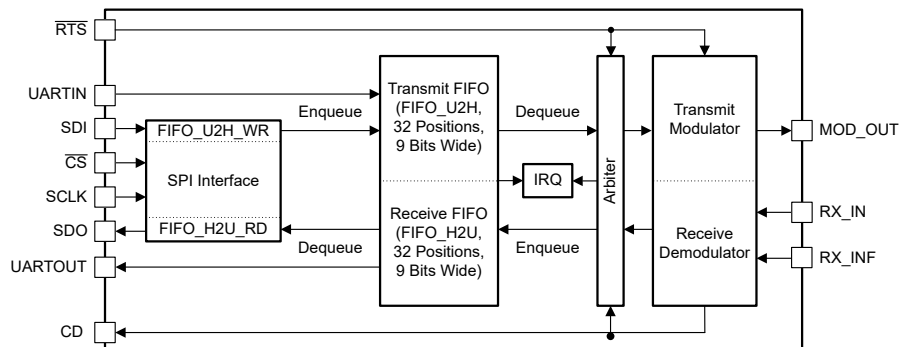 RTS
UARTIN
SDI
CS
SCLK
SDO
UARTOUT
CD
FIFO_U2H_WR
SPI Interface
FIFO_H2U_RD
Enqueue
Dequeue
Transmit FIFO
(FIFO_U2H,
32 Positions,
9 Bits Wide)
Receive FIFO
(FIFO_H2U,
32 Positions,
9 Bits Wide)
Dequeue
IRQ
Enqueue
Arbiter
Transmit
Modulator
Receive
Demodulator
MOD_OUT
RX_IN
RX_INF